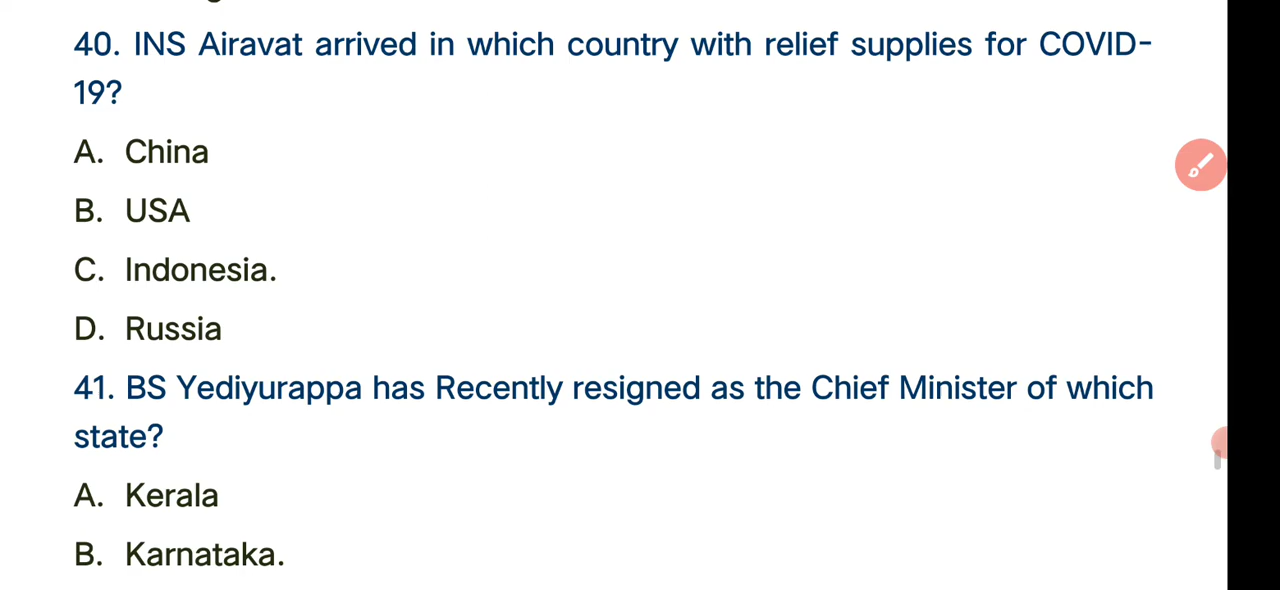 40. INS Airavat arrived in which country with relief supplies for COVID-
19?
A. China
B. USA
C. Indonesia.
D. Russia
41. BS Yediyurappa has Recently resigned as the Chief Minister of which
state?
A. Kerala
B. Karnataka.